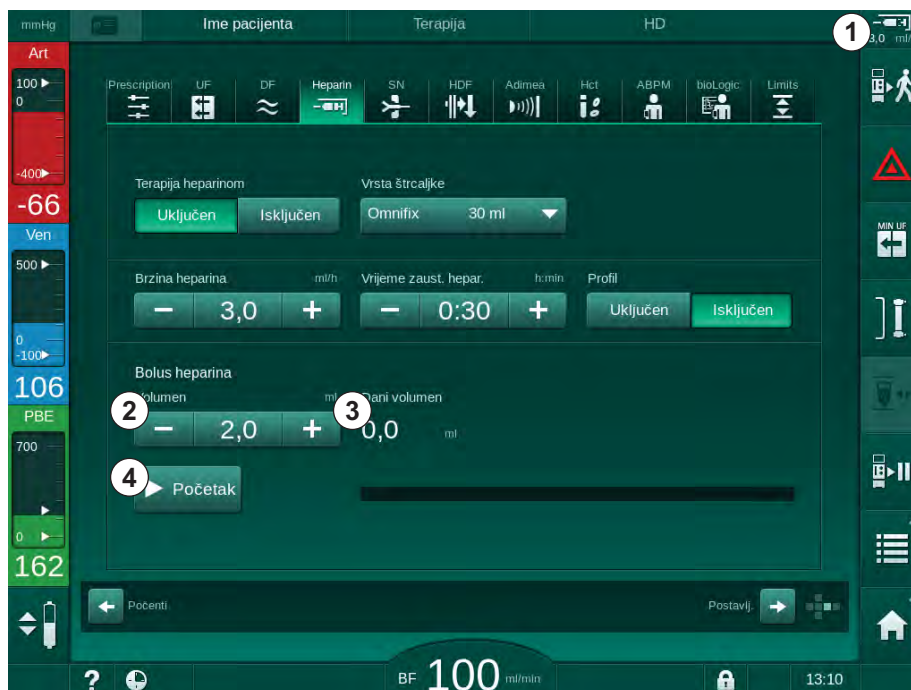 mmHg Ime pacijenta Terapija HD
1
3,0 ml/
Art
100
0
-400
-66
Ven
500
0
-100
106
PBE
700
0
162
Prescription UF DF Heparin SN HDF Adimea Hct ABPM bioLogic Limits
Terapija heparinom Vrsta štrcaljke
Uključen Isključen Omnifix 30 ml
Brzina heparina ml/h Vrijeme zaust. hepar. h:min Profil
− 3,0 + − 0:30 + Uključen Isključen
Bolus heparina
Volumen ml Dani volumen
2 − 2,0 + 3 0,0 ml
4 Početak
MIN UF
Počenti Postavlj.
? BF 100 ml/min 13:10